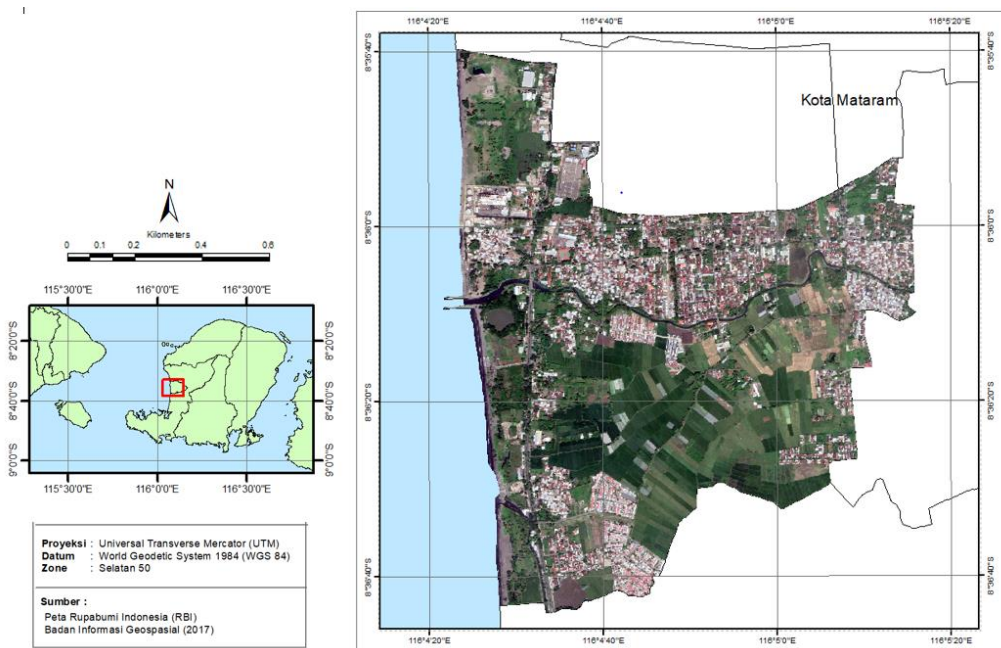 116°4'20"E 116°4'40"E 116°5'0"E 116°5'20"E
8°35'40"S 8°35'40"S
Kota Mataram
N
Kilometers
0 0.1 0.2 0.4 0.6
8°36'0"S 8°36'0"S
115°30'0"E 116°0'0"E 116°30'0"E
8°20'0"S 8°20'0"S
8°40'0"S 8°40'0"S
9°0'0"S 9°0'0"S
115°30'0"E 116°0'0"E 116°30'0"E
8°36'20"S 8°36'20"S
Proyeksi : Universal Transverse Mercator (UTM)
Datum : World Geodetic System 1984 (WGS 84)
Zone : Selatan 50
Sumber :
Peta Rupabumi Indonesia (RBI)
Badan Informasi Geospasial (2017)
8°36'40"S 8°36'40"S
116°4'20"E 116°4'40"E 116°5'0"E 116°5'20"E